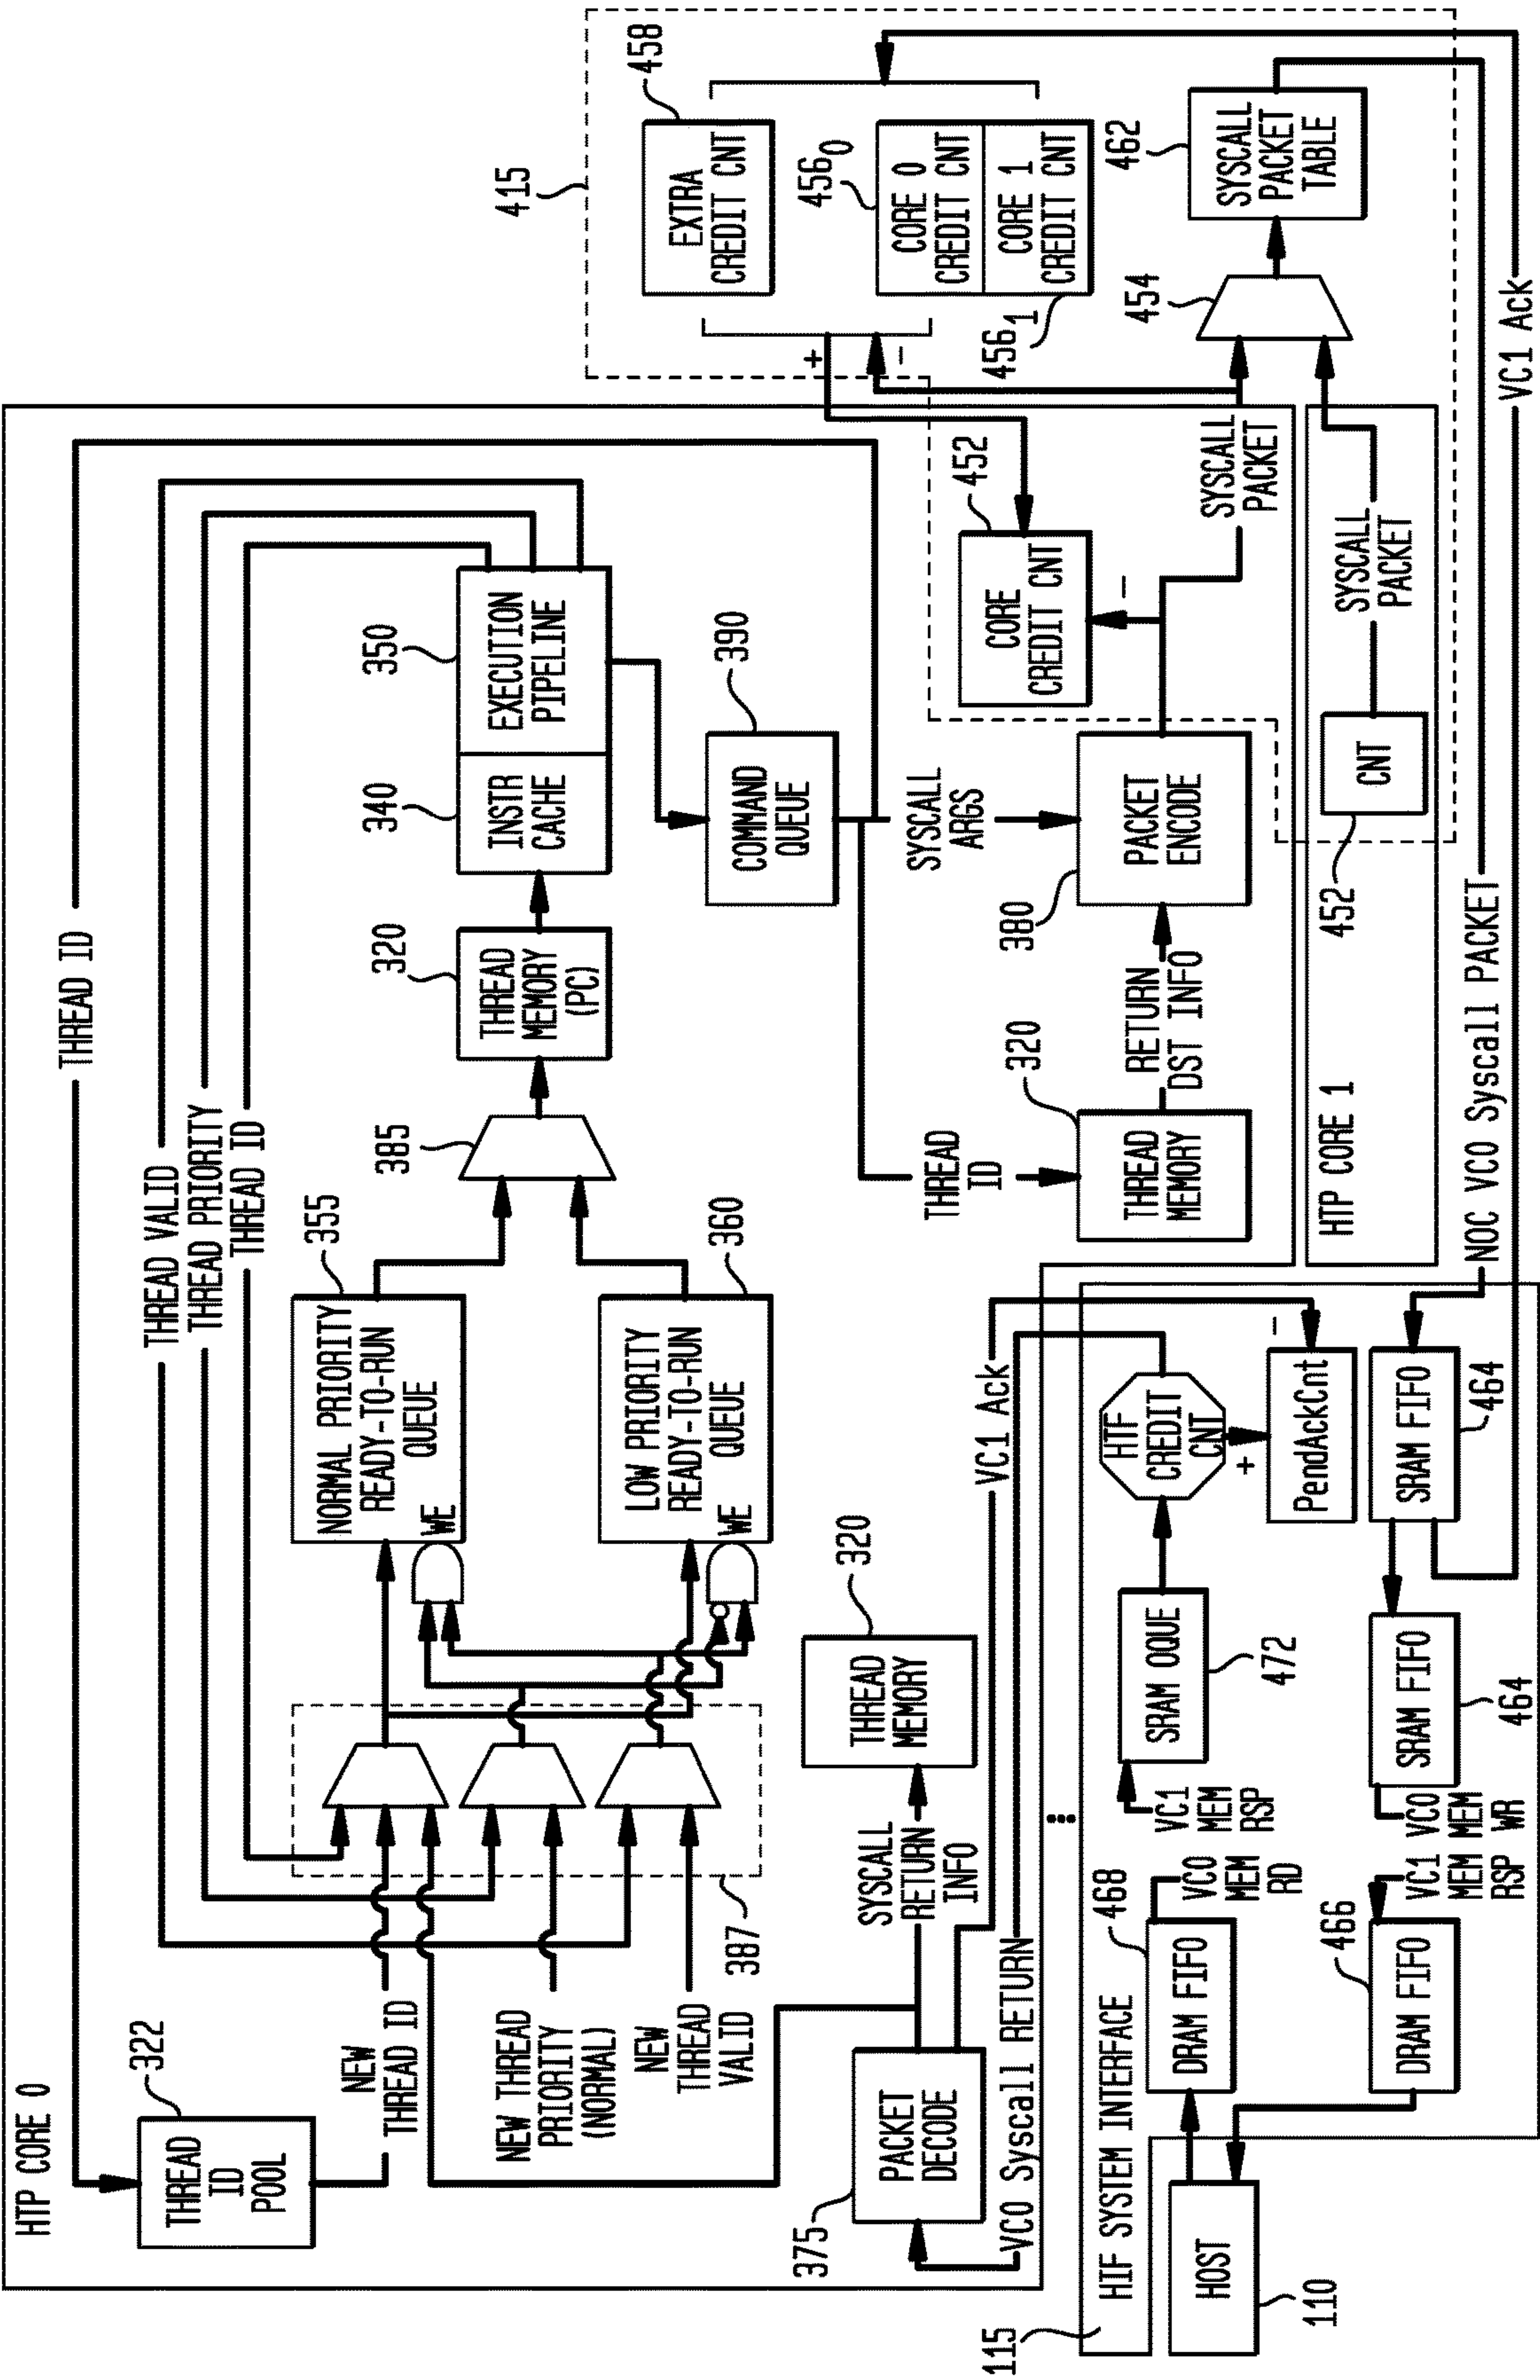 HTP CORE 0
322
THREAD
ID
POOL
THREAD ID
THREAD VALID
THREAD PRIORITY
THREAD ID
NEW
THREAD ID
NEW THREAD
PRIORITY
(NORMAL)
NEW
THREAD
VALID
387
355
NORMAL PRIORITY
READY-TO-RUN
QUEUE
WE
360
LOW PRIORITY
READY-TO-RUN
QUEUE
WE
385
320
THREAD
MEMORY
(PC)
340
INSTR
CACHE
350
EXECUTION
PIPELINE
390
COMMAND
QUEUE
415
EXTRA
CREDIT CNT
458
456 0
CORE 0
CREDIT CNT
CORE 1
CREDIT CNT
456 1
+
−
375
PACKET
DECODE
SYSCALL
RETURN
INFO
THREAD
MEMORY
320
THREAD
ID
SYSCALL
ARGS
THREAD
MEMORY
320
RETURN
DST INFO
380
PACKET
ENCODE
CORE
CREDIT CNT
452
−
SYSCALL
PACKET
454
462
SYSCALL
PACKET
TABLE
VC1 Ack
VC0 Syscall RETURN
HTP CORE 1
452
CNT
SYSCALL
PACKET
NOC VC0 Syscall PACKET
VC1 Ack
115
HIF SYSTEM INTERFACE
HOST
110
468
DRAM FIFO
VC0
MEM
RD
466
DRAM FIFO
VC1
MEM
RSP
VC1
MEM
RSP
SRAM OQUE
472
HTF
CREDIT
CNT
+
−
PendAckCnt
VC0
MEM
WR
SRAM FIFO
464
SRAM FIFO
464